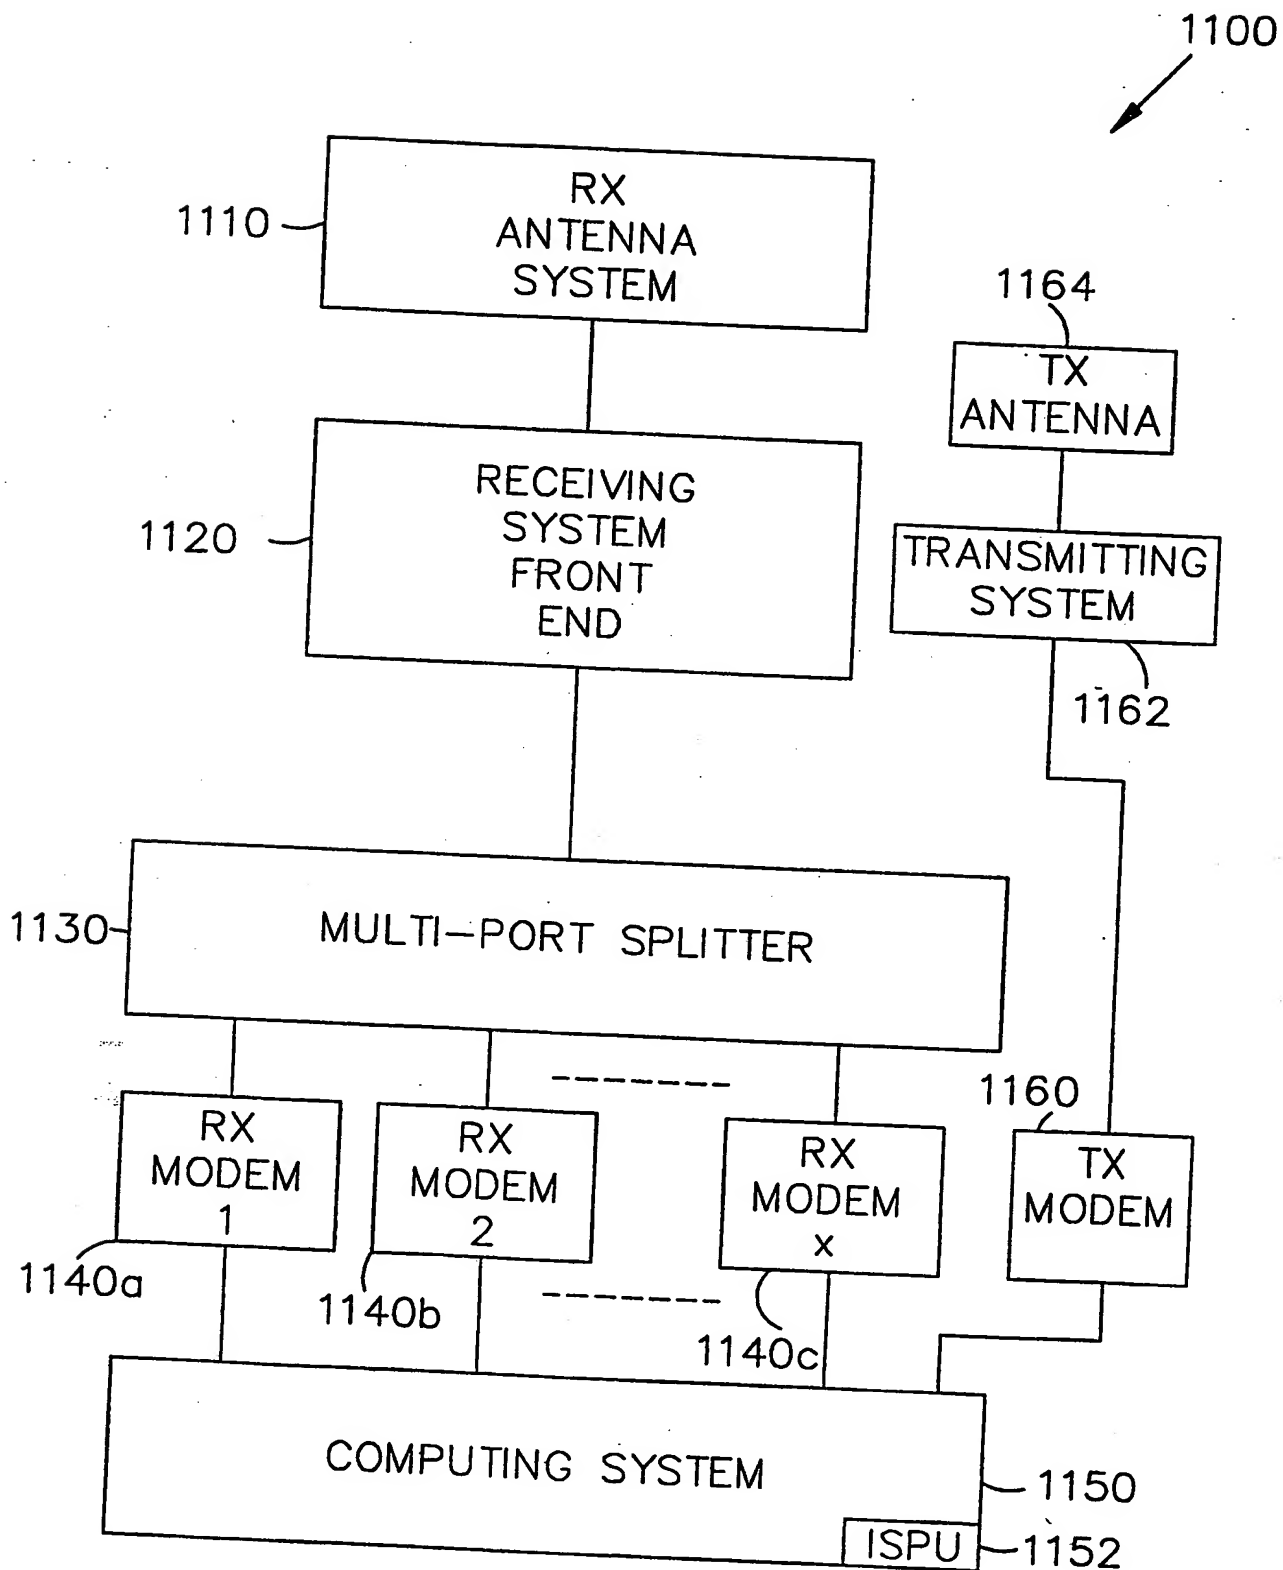 1100
RX
ANTENNA
SYSTEM
1110
1164
TX
ANTENNA
RECEIVING
SYSTEM
FRONT
END
1120
TRANSMITTING
SYSTEM
1162
MULTI-PORT SPLITTER
1130
1160
RX
MODEM
1
RX
MODEM
2
RX
MODEM
x
TX
MODEM
1140a
1140b
1140c
COMPUTING SYSTEM
1150
ISPU
1152